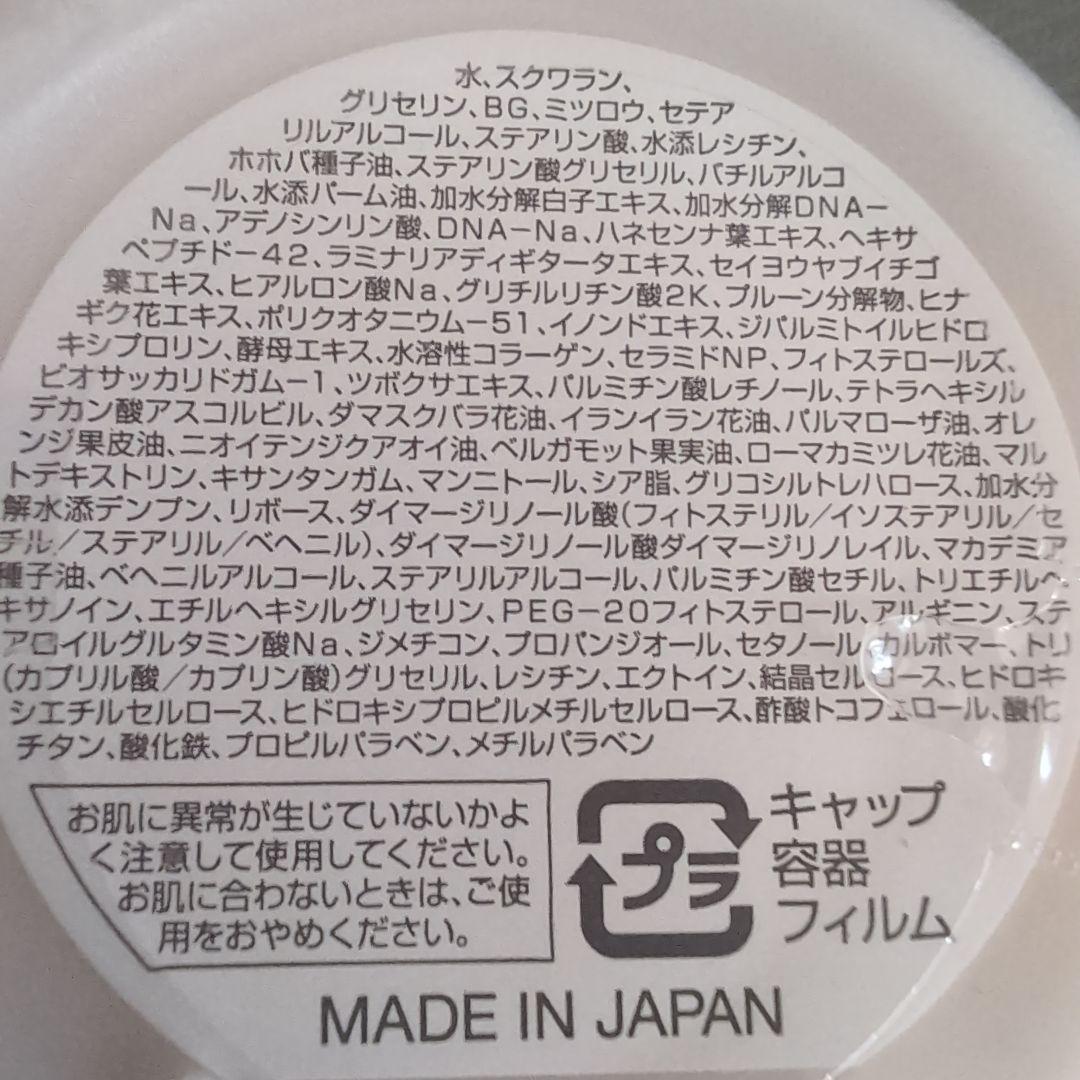 水、スクワラン、
グリセリン、BG、ミツロウ、セテア
リルアルコール、ステアリン酸、水添レシチン、
ホホバ種子油、ステアリン酸グリセリル、バチルアルコ
ール、水添パーム油、加水分解白子エキス、加水分解DNA-
Na、アデノシンリン酸、DNA-Na、ハネセンナ葉エキス、ヘキサ
ペプチド-42、ラミナリアディギタータエキス、セイヨウヤブイチゴ
葉エキス、ヒアルロン酸Na、グリチルリチン酸2K、プルーン分解物、ヒナ
ギク花エキス、ポリクオタニウム-51、イノンドエキス、ジパルミトイルヒドロ
キシプロリン、酵母エキス、水溶性コラーゲン、セラミドNP、フィトステロールズ、
ビオサッカリドガム-1、ツボクサエキス、パルミチン酸レチノール、テトラヘキシル
デカン酸アスコルビル、ダマスクバラ花油、イランイラン花油、パルマローザ油、オレ
ンジ果皮油、ニオイテンジクアオイ油、ベルガモット果実油、ローマカミツレ花油、マル
トデキストリン、キサンタンガム、マンニトール、シア脂、グリコシルトレハロース、加水分
解水添デンプン、リボース、ダイマージリノール酸(フィトステリル/イソステアリル/セ
チル/ステアリル/ベヘニル)、ダイマージリノール酸ダイマージリノレイル、マカデミア
種子油、ベヘニルアルコール、ステアリルアルコール、パルミチン酸セチル、トリエチルヘ
キサノイン、エチルヘキシルグリセリン、PEG-20フィトステロール、アルギニン、ステ
アロイルグルタミン酸Na、ジメチコン、プロパンジオール、セタノール、カルボマー、トリ
(カプリル酸/カプリン酸)グリセリル、レシチン、エクトイン、結晶セルロース、ヒドロキ
シエチルセルロース、ヒドロキシプロピルメチルセルロース、酢酸トコフェロール、酸化
チタン、酸化鉄、プロピルパラベン、メチルパラベン
お肌に異常が生じていないかよ
く注意して使用してください。
お肌に合わないときは、ご使
用をおやめください。
プラ
キャップ
容器
フィルム
MADE IN JAPAN